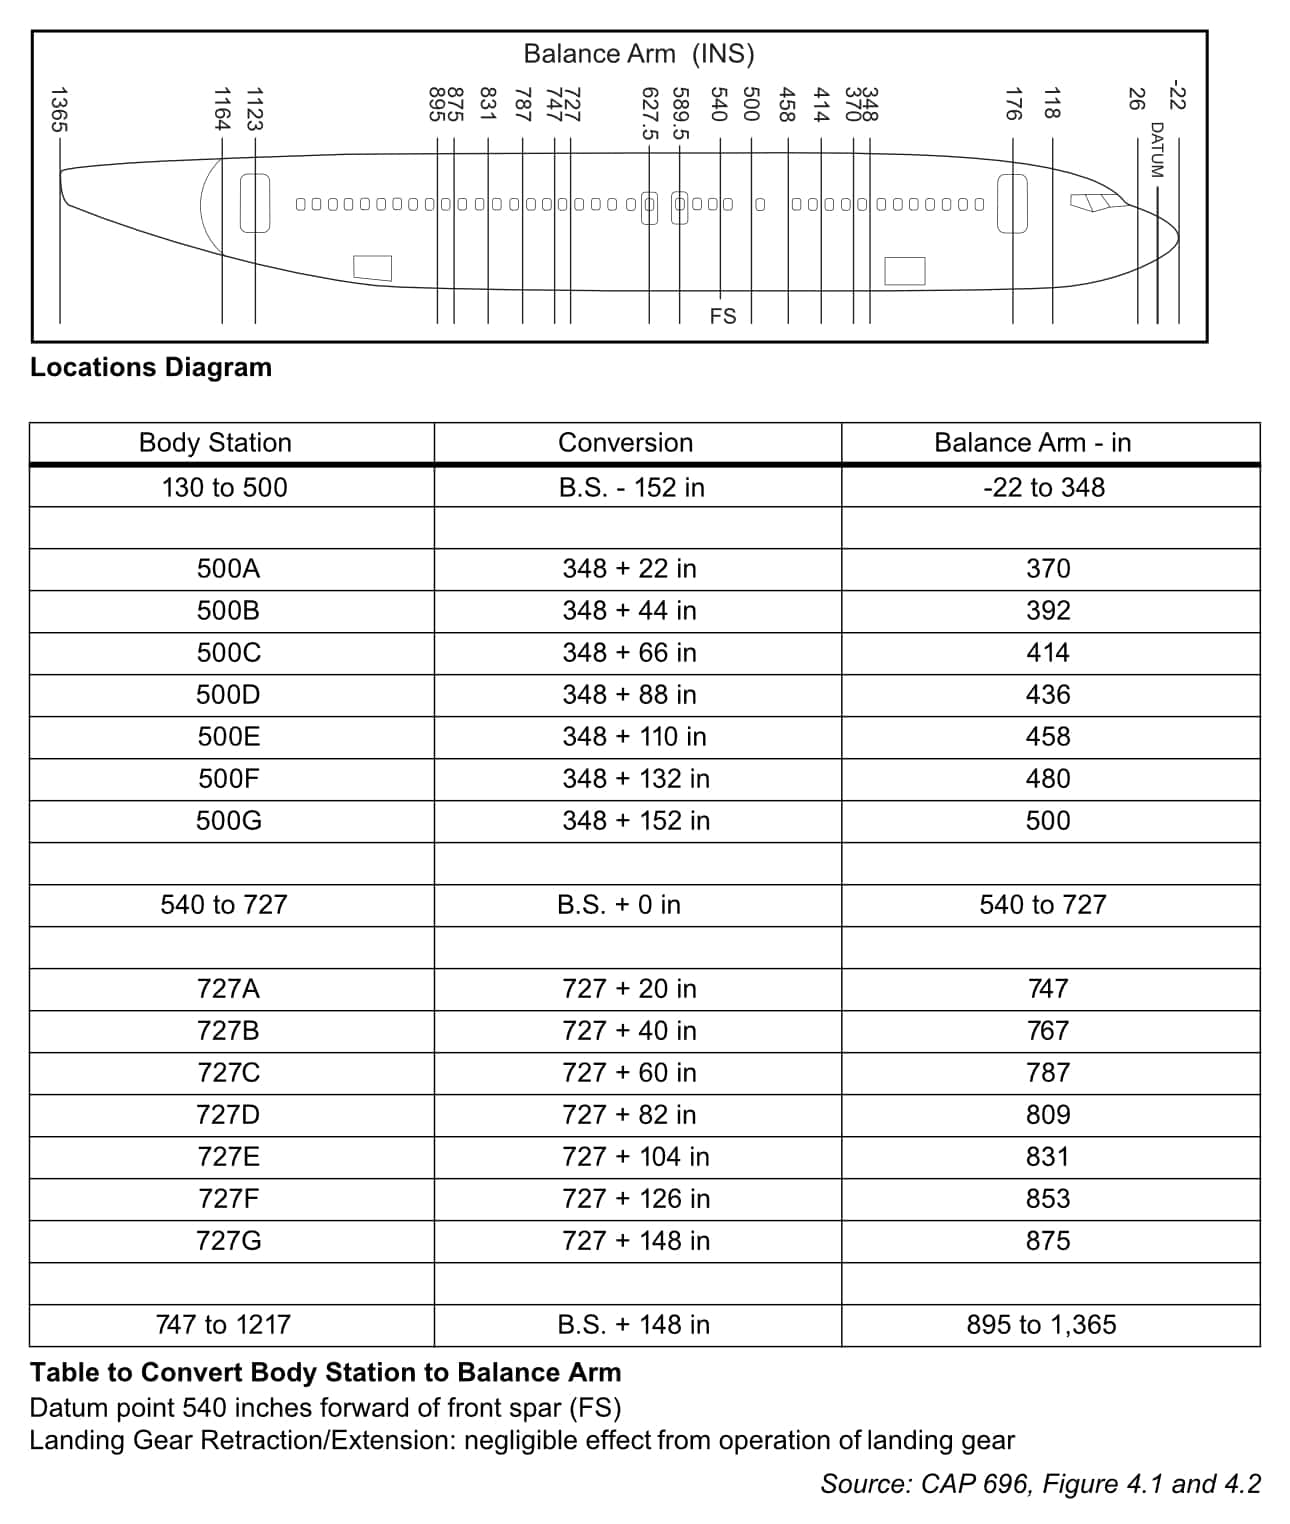 Balance Arm (INS)
1365
1164
1123
895
875
831
787
747
727
627.5
589.5
540
500
458
414
370
348
176
118
26
DATUM
-22
FS
Locations Diagram
Body Station Conversion Balance Arm - in
130 to 500 B.S. - 152 in -22 to 348
500A 348 + 22 in 370
500B 348 + 44 in 392
500C 348 + 66 in 414
500D 348 + 88 in 436
500E 348 + 110 in 458
500F 348 + 132 in 480
500G 348 + 152 in 500
540 to 727 B.S. + 0 in 540 to 727
727A 727 + 20 in 747
727B 727 + 40 in 767
727C 727 + 60 in 787
727D 727 + 82 in 809
727E 727 + 104 in 831
727F 727 + 126 in 853
727G 727 + 148 in 875
747 to 1217 B.S. + 148 in 895 to 1,365
Table to Convert Body Station to Balance Arm
Datum point 540 inches forward of front spar (FS)
Landing Gear Retraction/Extension: negligible effect from operation of landing gear
Source: CAP 696, Figure 4.1 and 4.2